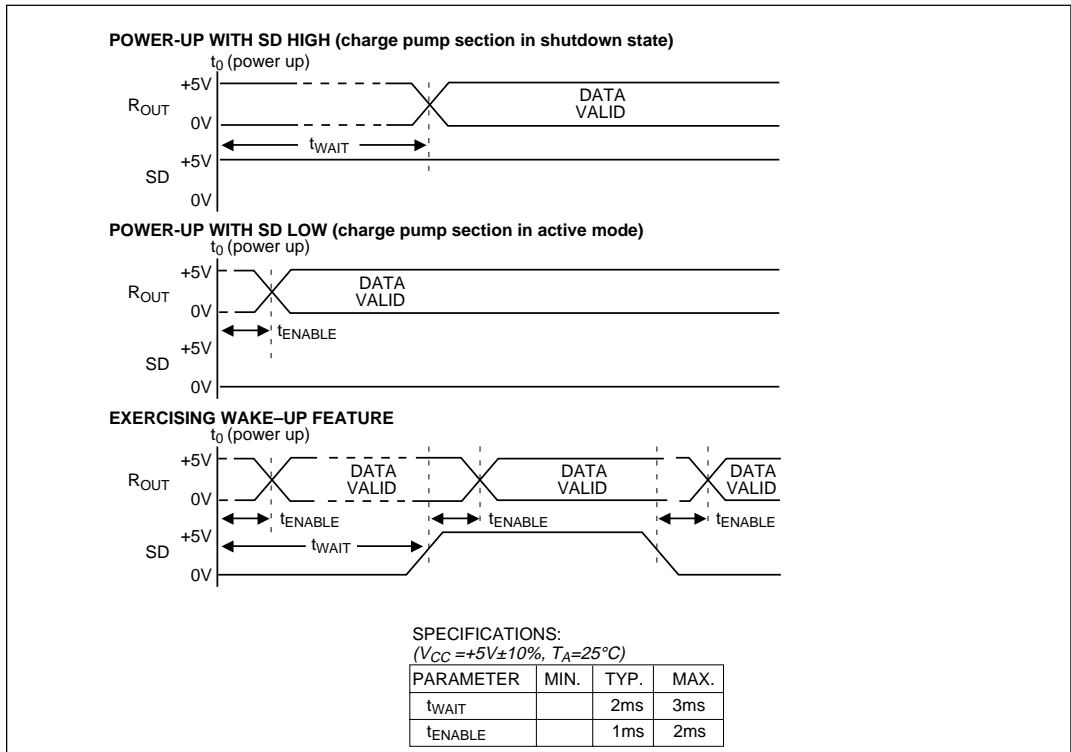 POWER-UP WITH SD HIGH (charge pump section in shutdown state)
t0 (power up)
+5V
ROUT
DATA
VALID
0V
tWAIT
+5V
SD
0V
POWER-UP WITH SD LOW (charge pump section in active mode)
t0 (power up)
+5V
ROUT
DATA
VALID
0V
tENABLE
+5V
SD
0V
EXERCISING WAKE–UP FEATURE
t0 (power up)
+5V
ROUT
DATA
VALID
DATA
VALID
DATA
VALID
0V
tENABLE
tENABLE
tENABLE
+5V
SD
tWAIT
0V
SPECIFICATIONS:
(VCC =+5V±10%, TA=25°C)
PARAMETER MIN. TYP. MAX.
tWAIT 2ms 3ms
tENABLE 1ms 2ms